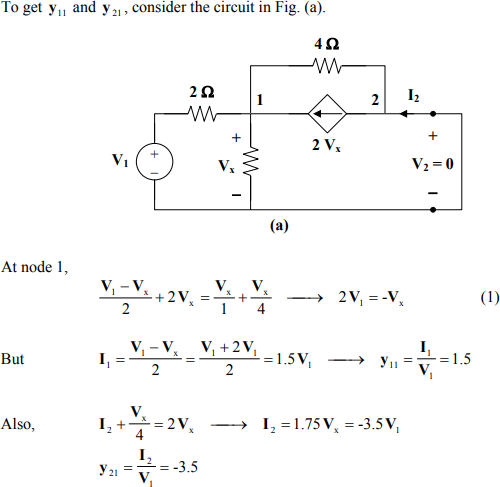 To get y₁₁ and y₂₁, consider the circuit in Fig. (a).
4 Ω
2 Ω
1
2
I₂
V₁
+
−
+
Vₓ
−
2 Vₓ
+
V₂ = 0
−
(a)
At node 1,
(V₁ − Vₓ)/2 + 2Vₓ = Vₓ/1 + Vₓ/4 ⟶ 2V₁ = -Vₓ (1)
But I₁ = (V₁ − Vₓ)/2 = (V₁ + 2V₁)/2 = 1.5V₁ ⟶ y₁₁ = I₁/V₁ = 1.5
Also, I₂ + Vₓ/4 = 2Vₓ ⟶ I₂ = 1.75Vₓ = -3.5V₁
y₂₁ = I₂/V₁ = -3.5